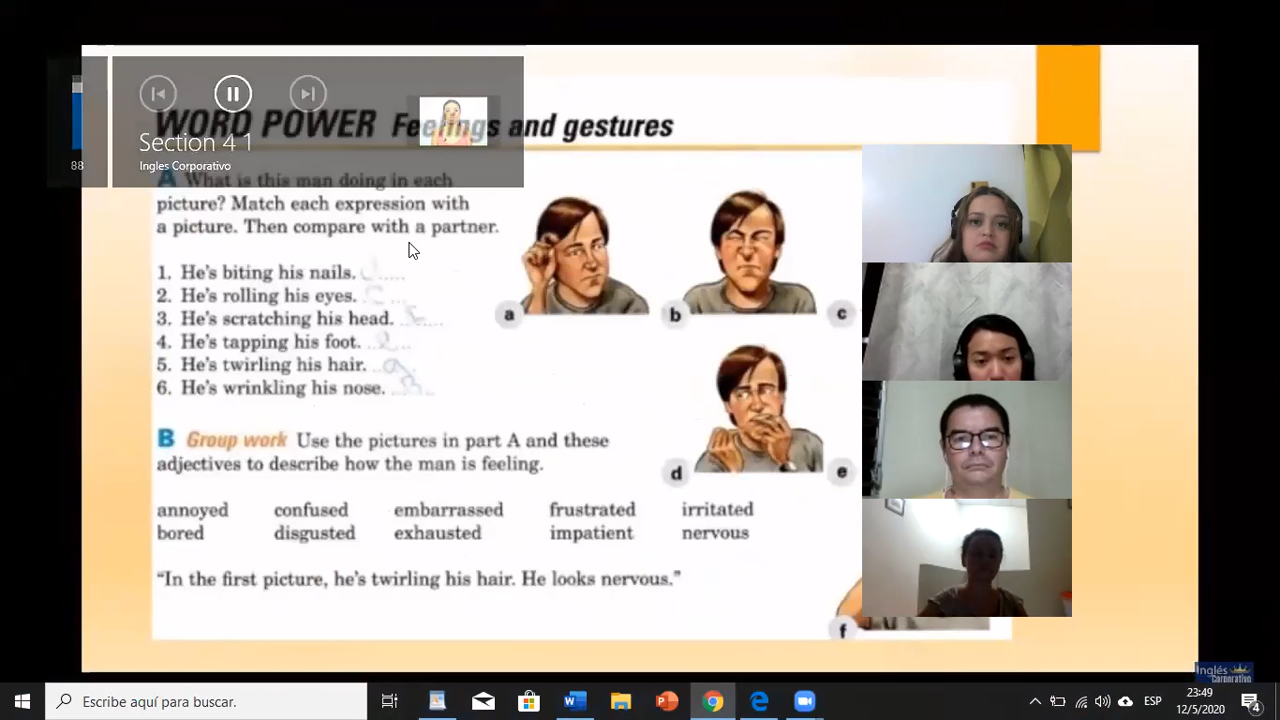 WORD POWER Feelings and gestures
Section 4 1
88
Ingles Corporativo
A What is this man doing in each
picture? Match each expression with
a picture. Then compare with a partner.
1. He's biting his nails.
2. He's rolling his eyes.
3. He's scratching his head.
4. He's tapping his foot.
5. He's twirling his hair.
6. He's wrinkling his nose.
a
b
c
d
e
f
B Group work Use the pictures in part A and these
adjectives to describe how the man is feeling.
annoyed confused embarrassed frustrated irritated
bored disgusted exhausted impatient nervous
"In the first picture, he's twirling his hair. He looks nervous."
Inglés
Corporativo
Escribe aquí para buscar.
ESP
23:49
12/5/2020
4